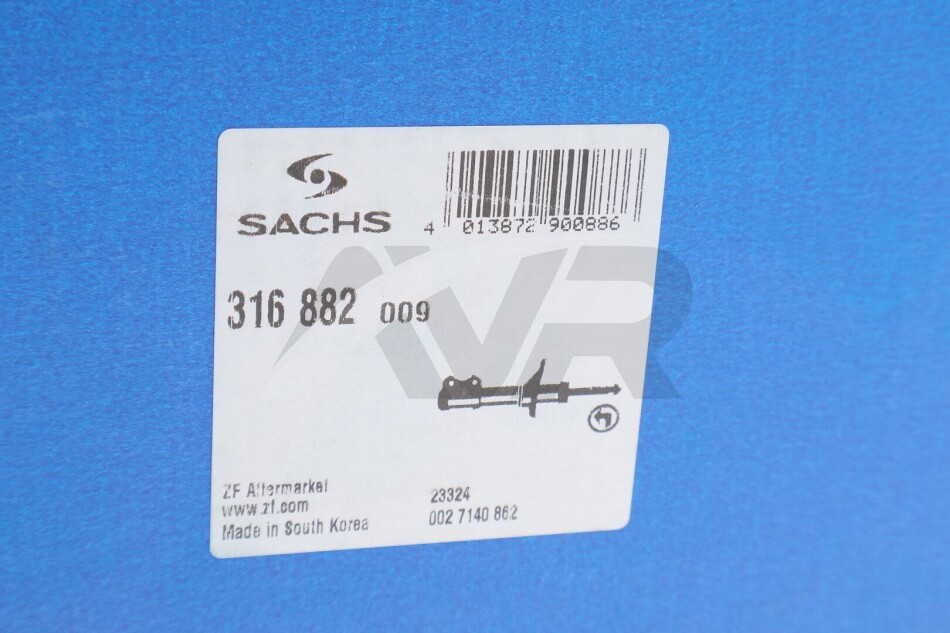 SACHS
4 013872 900886
316 882 009
ZF Aftermarket
www.zf.com
Made in South Korea
23324
002 7140 862
VR